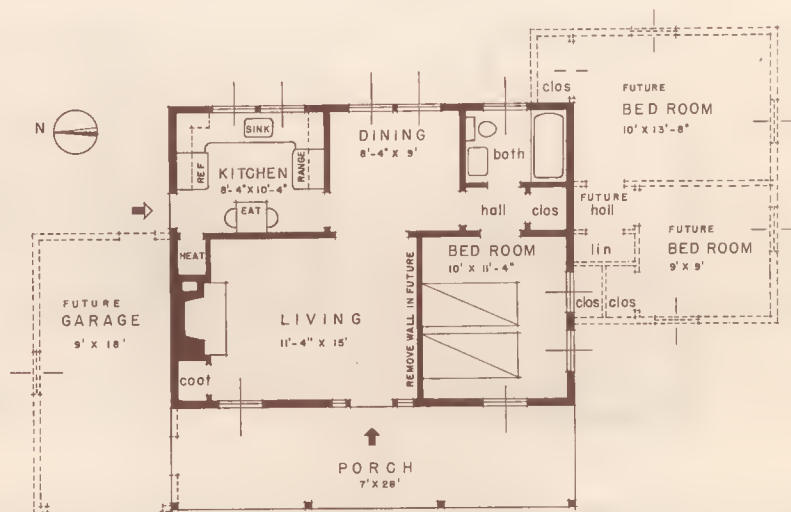 N
SINK
REF
KITCHEN
8'-4" X 10'-4"
RANGE
EAT
DINING
8'-4" X 9'
bath
hall
clos
clos
FUTURE
BED ROOM
10' X 13'-8"
FUTURE
hall
lin
FUTURE
BED ROOM
9' X 9'
clos
clos
HEAT
FUTURE
GARAGE
9' X 18'
LIVING
11'-4" X 15'
REMOVE WALL IN FUTURE
BED ROOM
10' X 11'-4"
coat
PORCH
7' X 28'